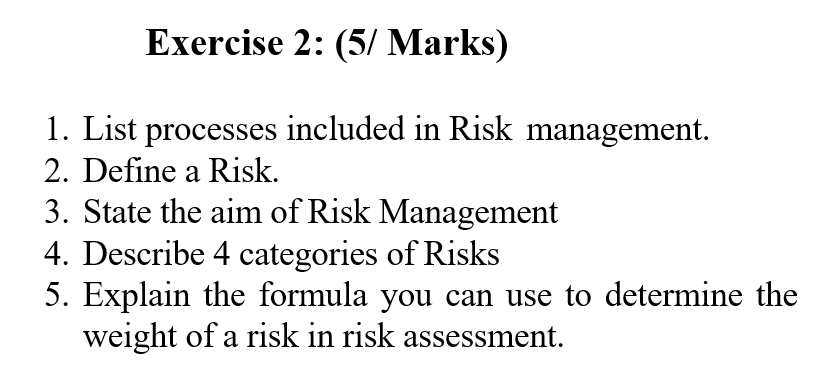 Exercise 2: (5/ Marks)
1. List processes included in Risk management.
2. Define a Risk.
3. State the aim of Risk Management
4. Describe 4 categories of Risks
5. Explain the formula you can use to determine the
weight of a risk in risk assessment.